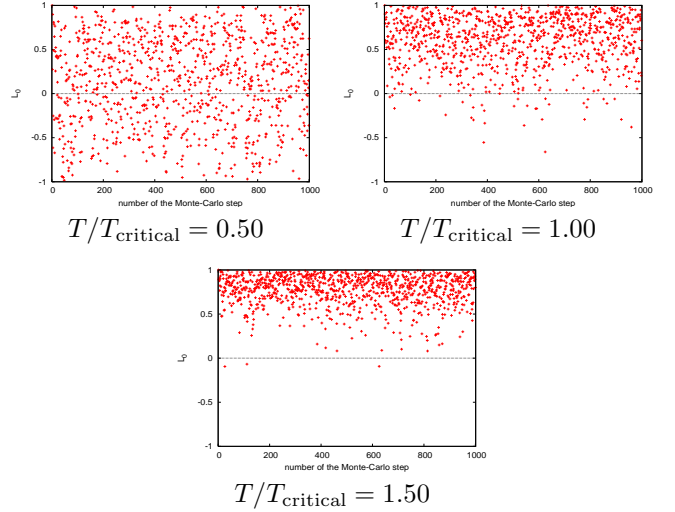 1
0.5
0
-0.5
-1
L0
0 200 400 600 800 1000
number of the Monte-Carlo step
T/Tcritical = 0.50
1
0.5
0
-0.5
-1
L0
0 200 400 600 800 1000
number of the Monte-Carlo step
T/Tcritical = 1.00
1
0.5
0
-0.5
-1
L0
0 200 400 600 800 1000
number of the Monte-Carlo step
T/Tcritical = 1.50